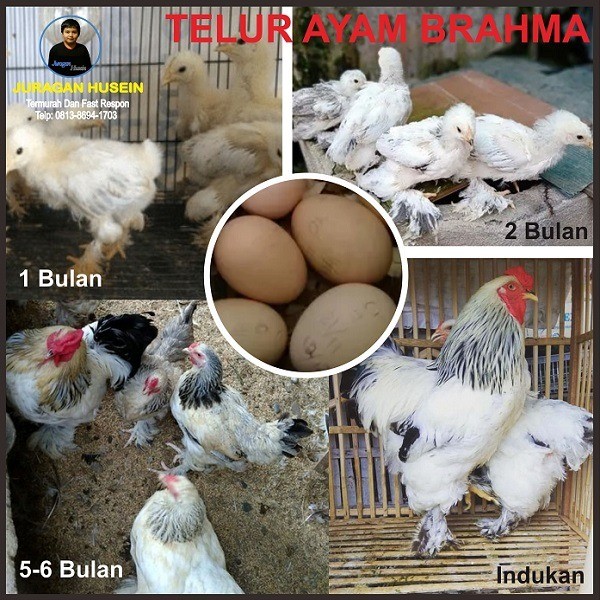 TELUR AYAM BRAHMA
Juragan Husein
JURAGAN HUSEIN
Termurah Dan Fast Respon
Telp: 0813-8694-1703
1 Bulan
2 Bulan
5-6 Bulan
Indukan